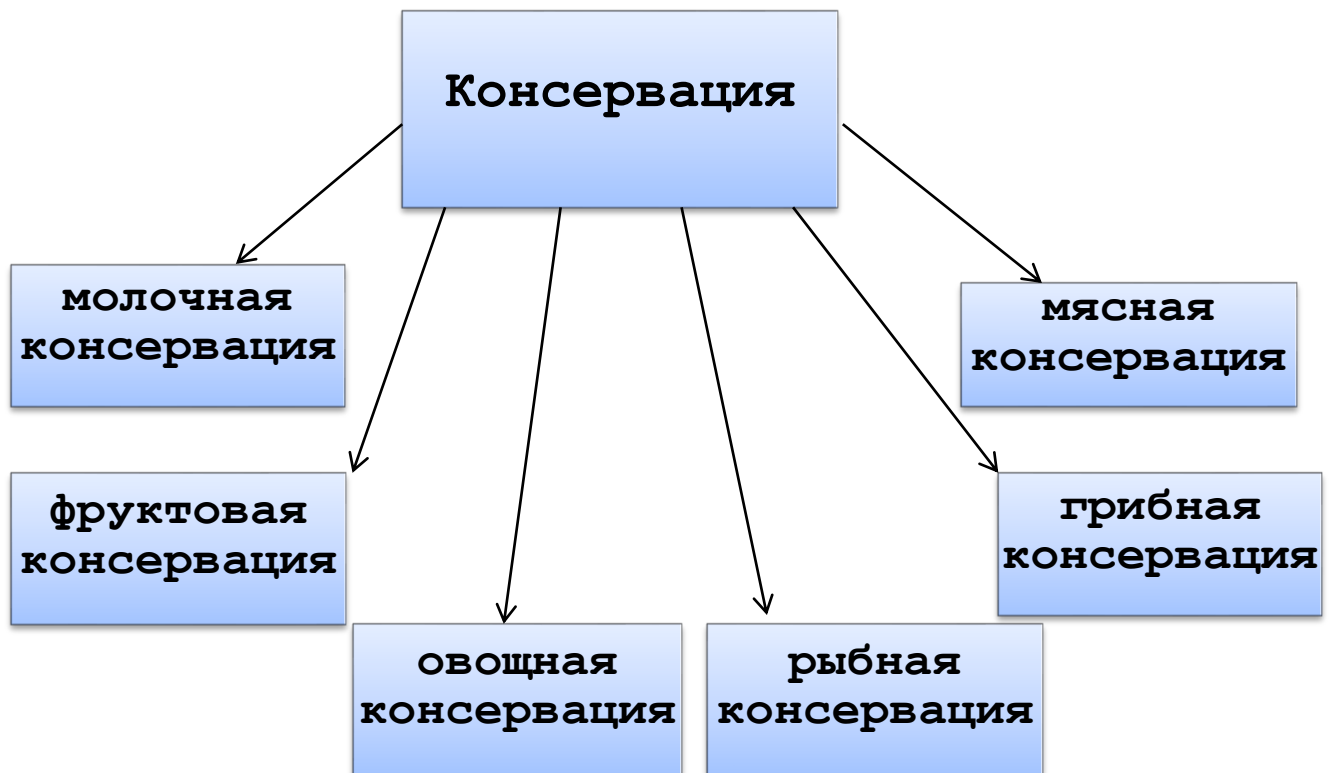 Консервация
молочная
консервация
мясная
консервация
фруктовая
консервация
грибная
консервация
овощная
консервация
рыбная
консервация